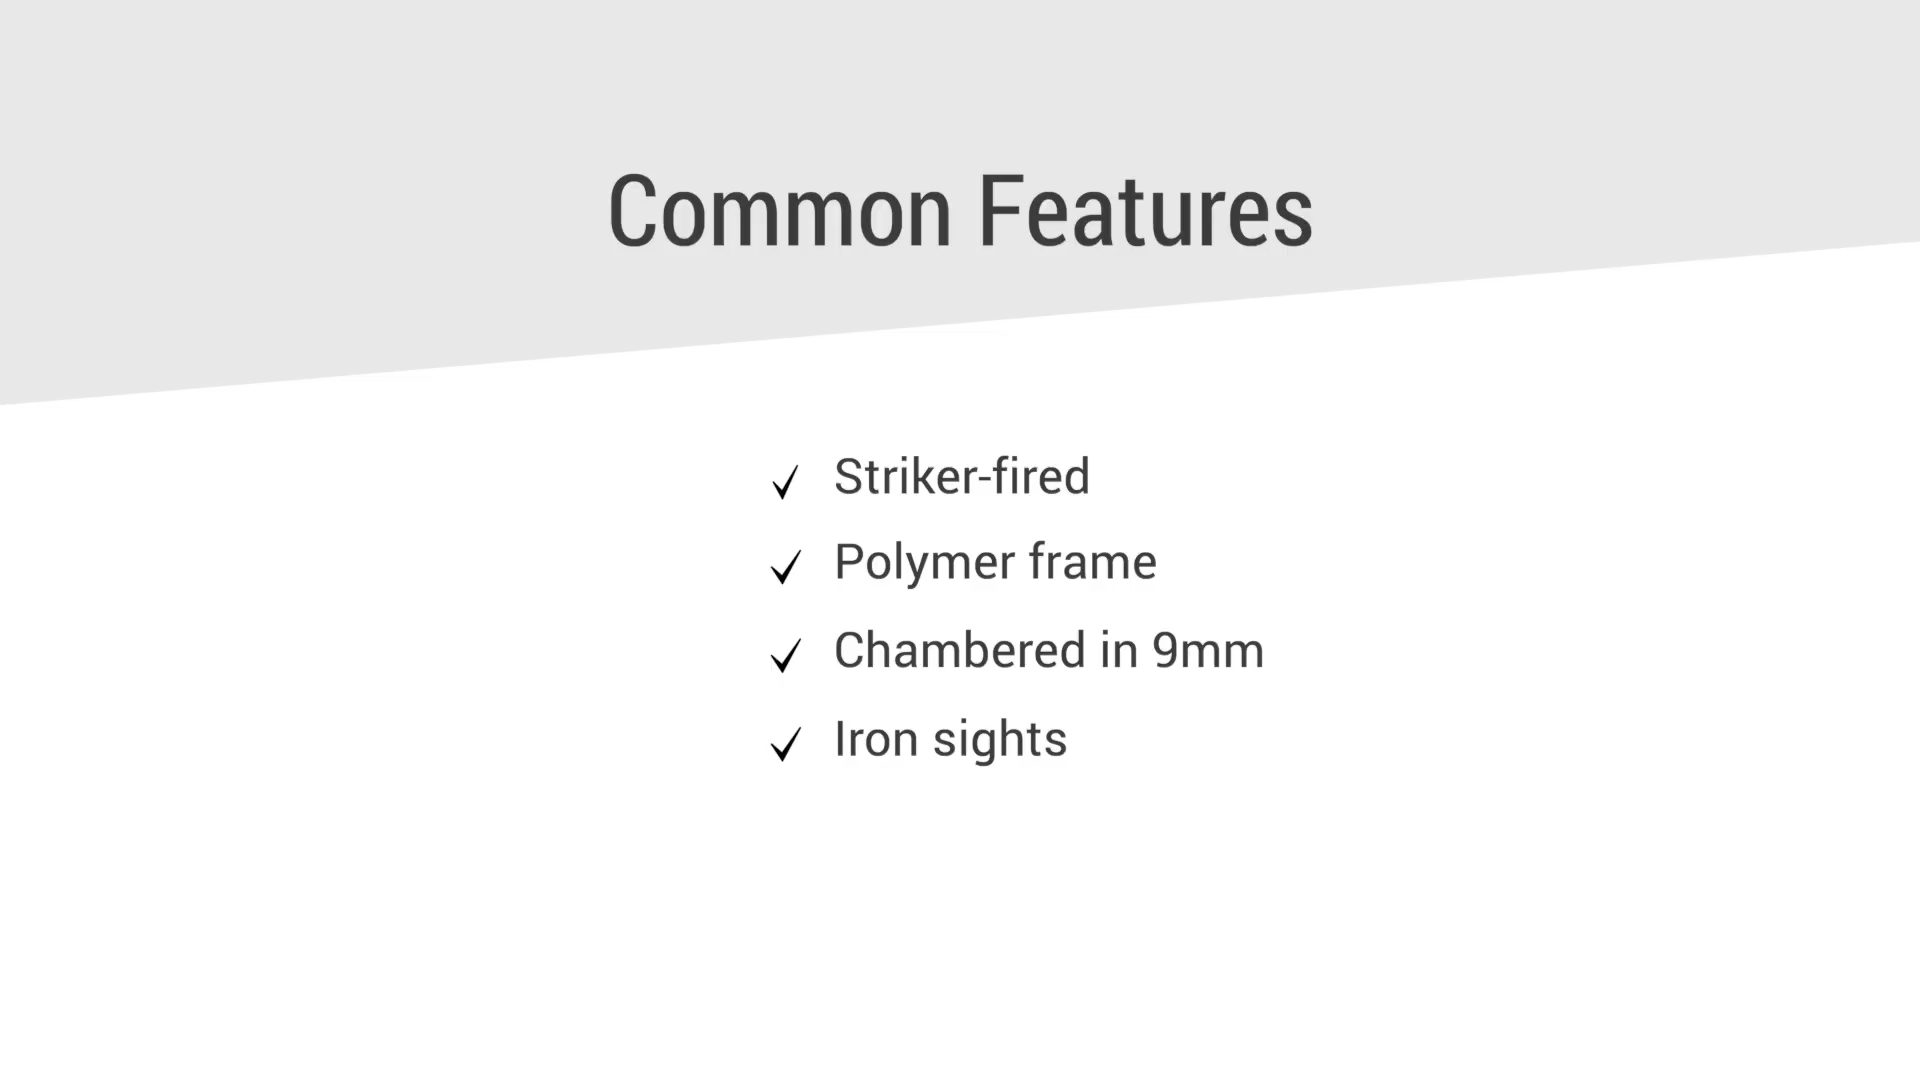 Common Features
✓ Striker-fired
✓ Polymer frame
✓ Chambered in 9mm
✓ Iron sights